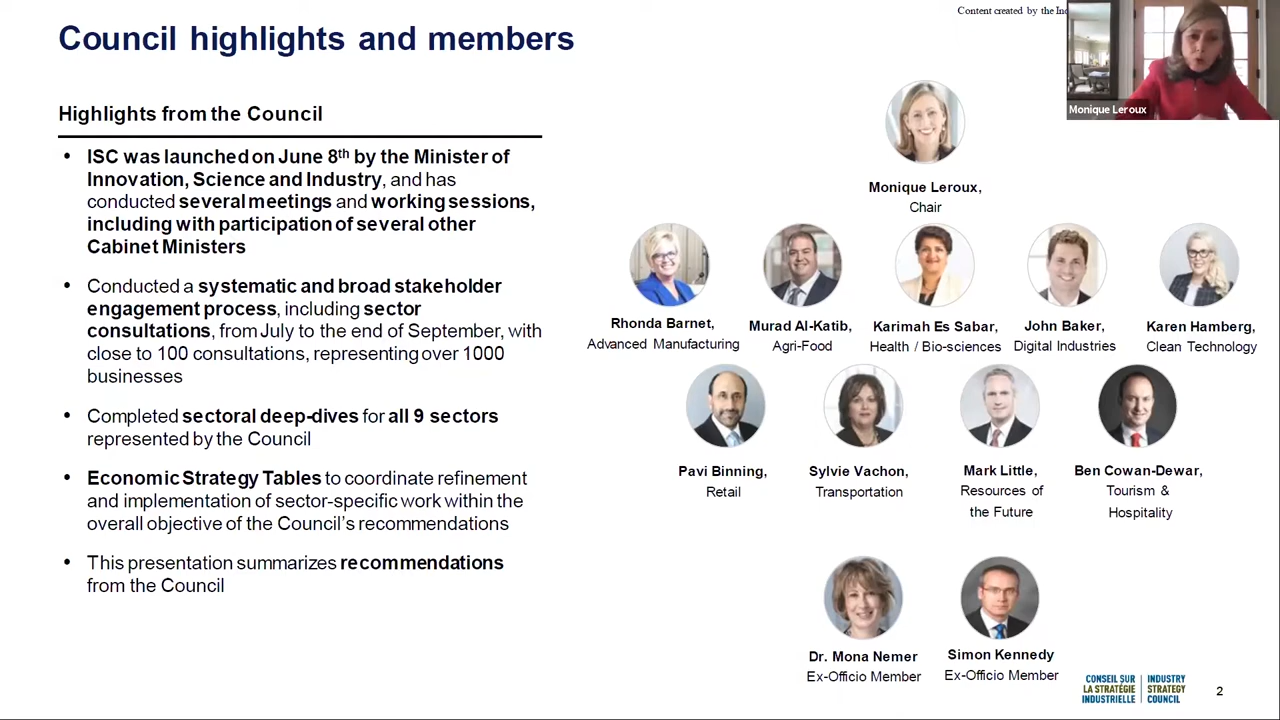 Content created by the
Council highlights and members
Monique Leroux
Highlights from the Council
• ISC was launched on June 8th by the Minister of
Innovation, Science and Industry, and has
conducted several meetings and working sessions,
including with participation of several other
Cabinet Ministers
• Conducted a systematic and broad stakeholder
engagement process, including sector
consultations, from July to the end of September, with
close to 100 consultations, representing over 1000
businesses
• Completed sectoral deep-dives for all 9 sectors
represented by the Council
• Economic Strategy Tables to coordinate refinement
and implementation of sector-specific work within the
overall objective of the Council's recommendations
• This presentation summarizes recommendations
from the Council
Monique Leroux,
Chair
Rhonda Barnet,
Advanced Manufacturing
Murad Al-Katib,
Agri-Food
Karimah Es Sabar,
Health / Bio-sciences
John Baker,
Digital Industries
Karen Hamberg,
Clean Technology
Pavi Binning,
Retail
Sylvie Vachon,
Transportation
Mark Little,
Resources of
the Future
Ben Cowan-Dewar,
Tourism &
Hospitality
Dr. Mona Nemer
Ex-Officio Member
Simon Kennedy
Ex-Officio Member
CONSEIL SUR
LA STRATÉGIE
INDUSTRIELLE
INDUSTRY
STRATEGY
COUNCIL
2